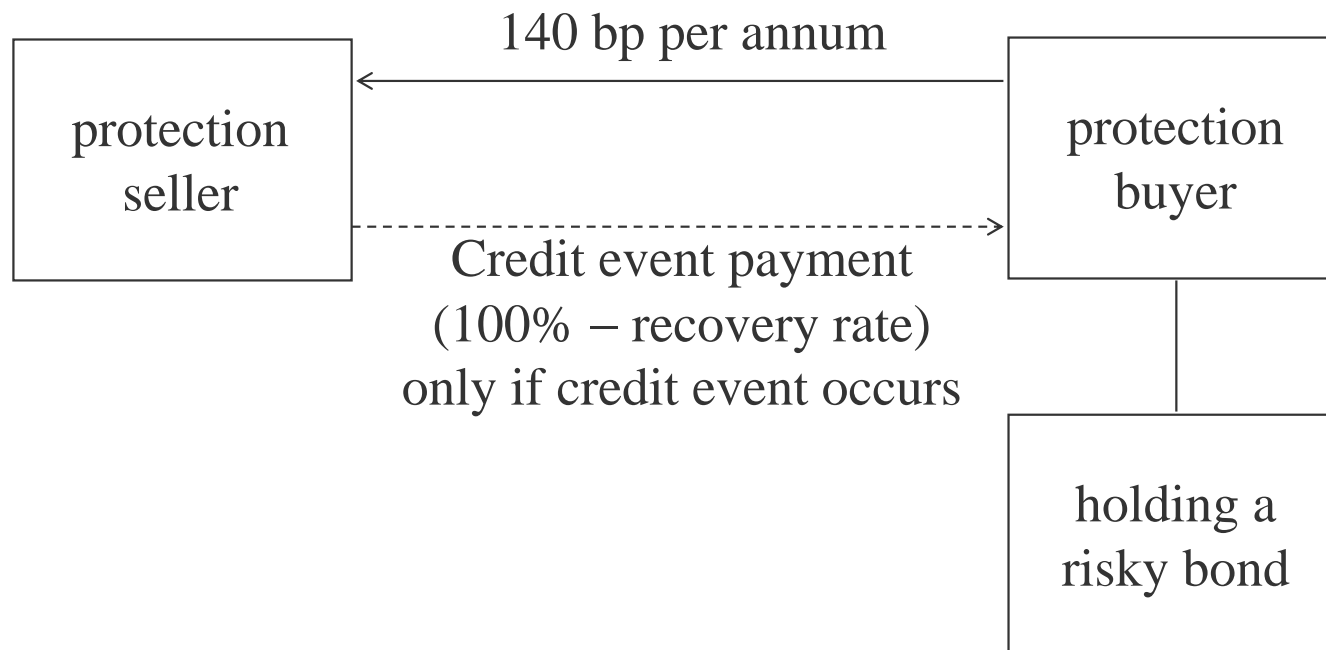 140 bp per annum
protection
seller
protection
buyer
Credit event payment
(100% – recovery rate)
only if credit event occurs
holding a
risky bond